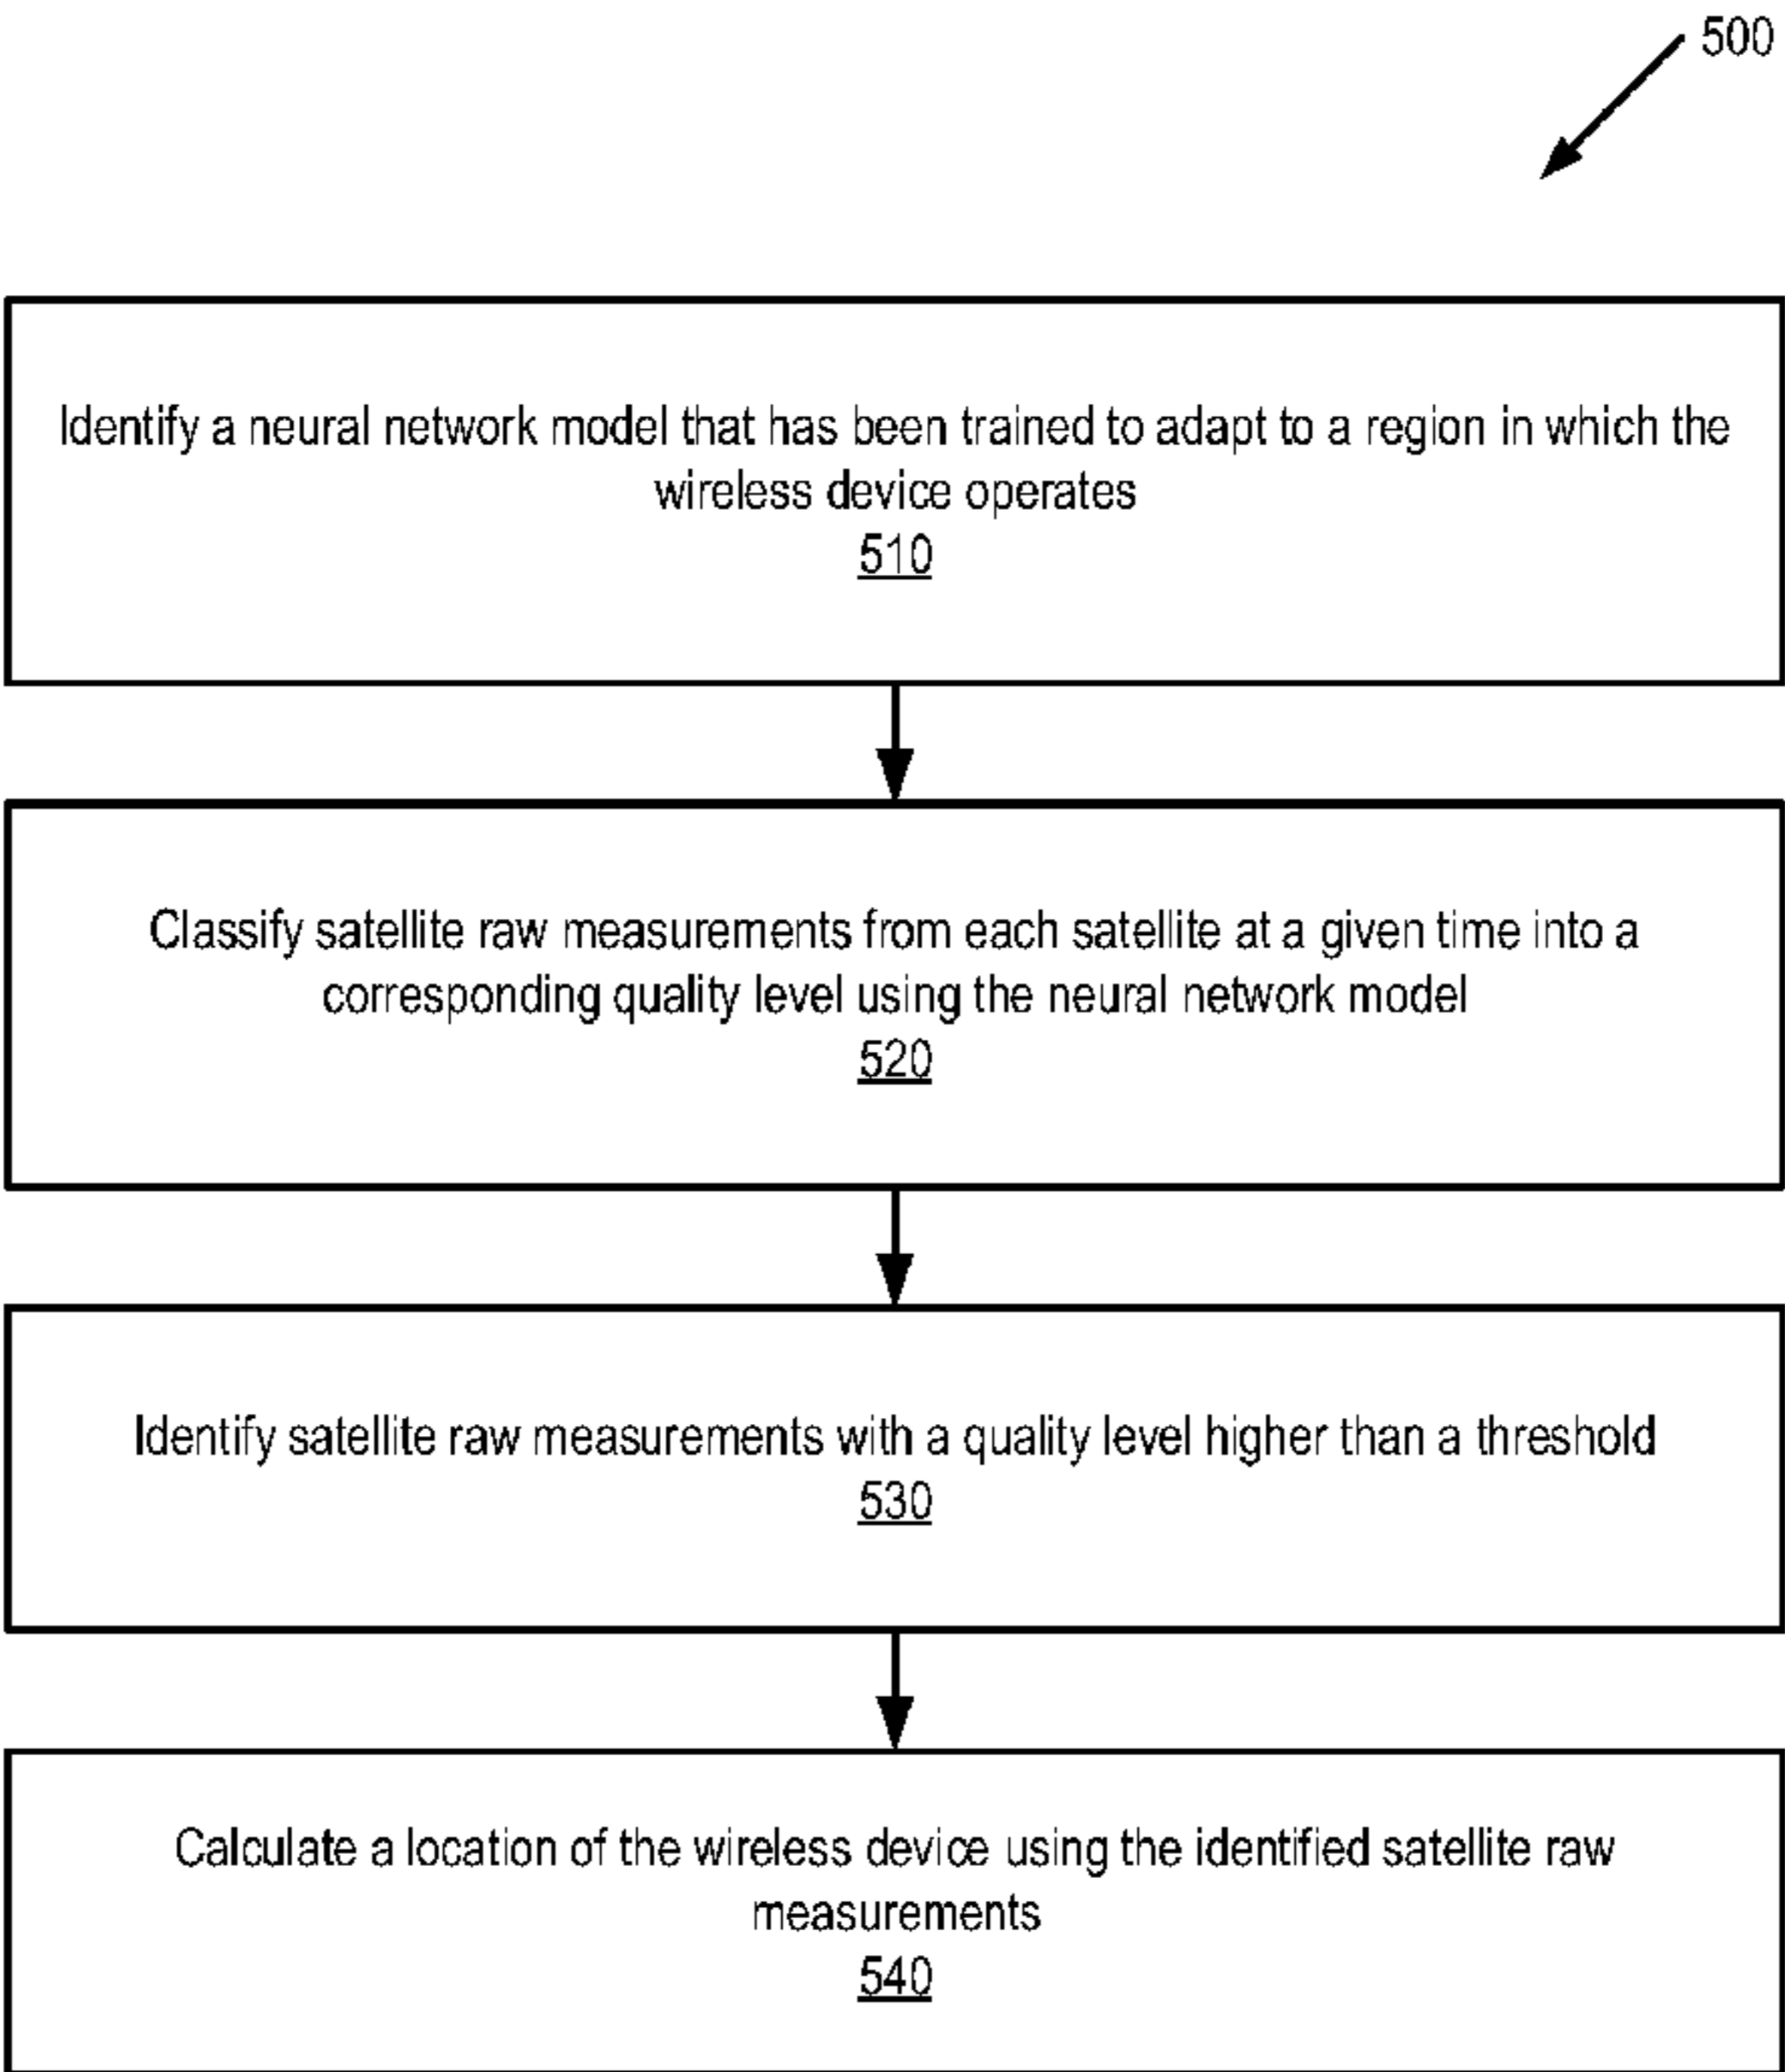 500
Identify a neural network model that has been trained to adapt to a region in which the
wireless device operates
510
Classify satellite raw measurements from each satellite at a given time into a
corresponding quality level using the neural network model
520
Identify satellite raw measurements with a quality level higher than a threshold
530
Calculate a location of the wireless device using the identified satellite raw
measurements
540